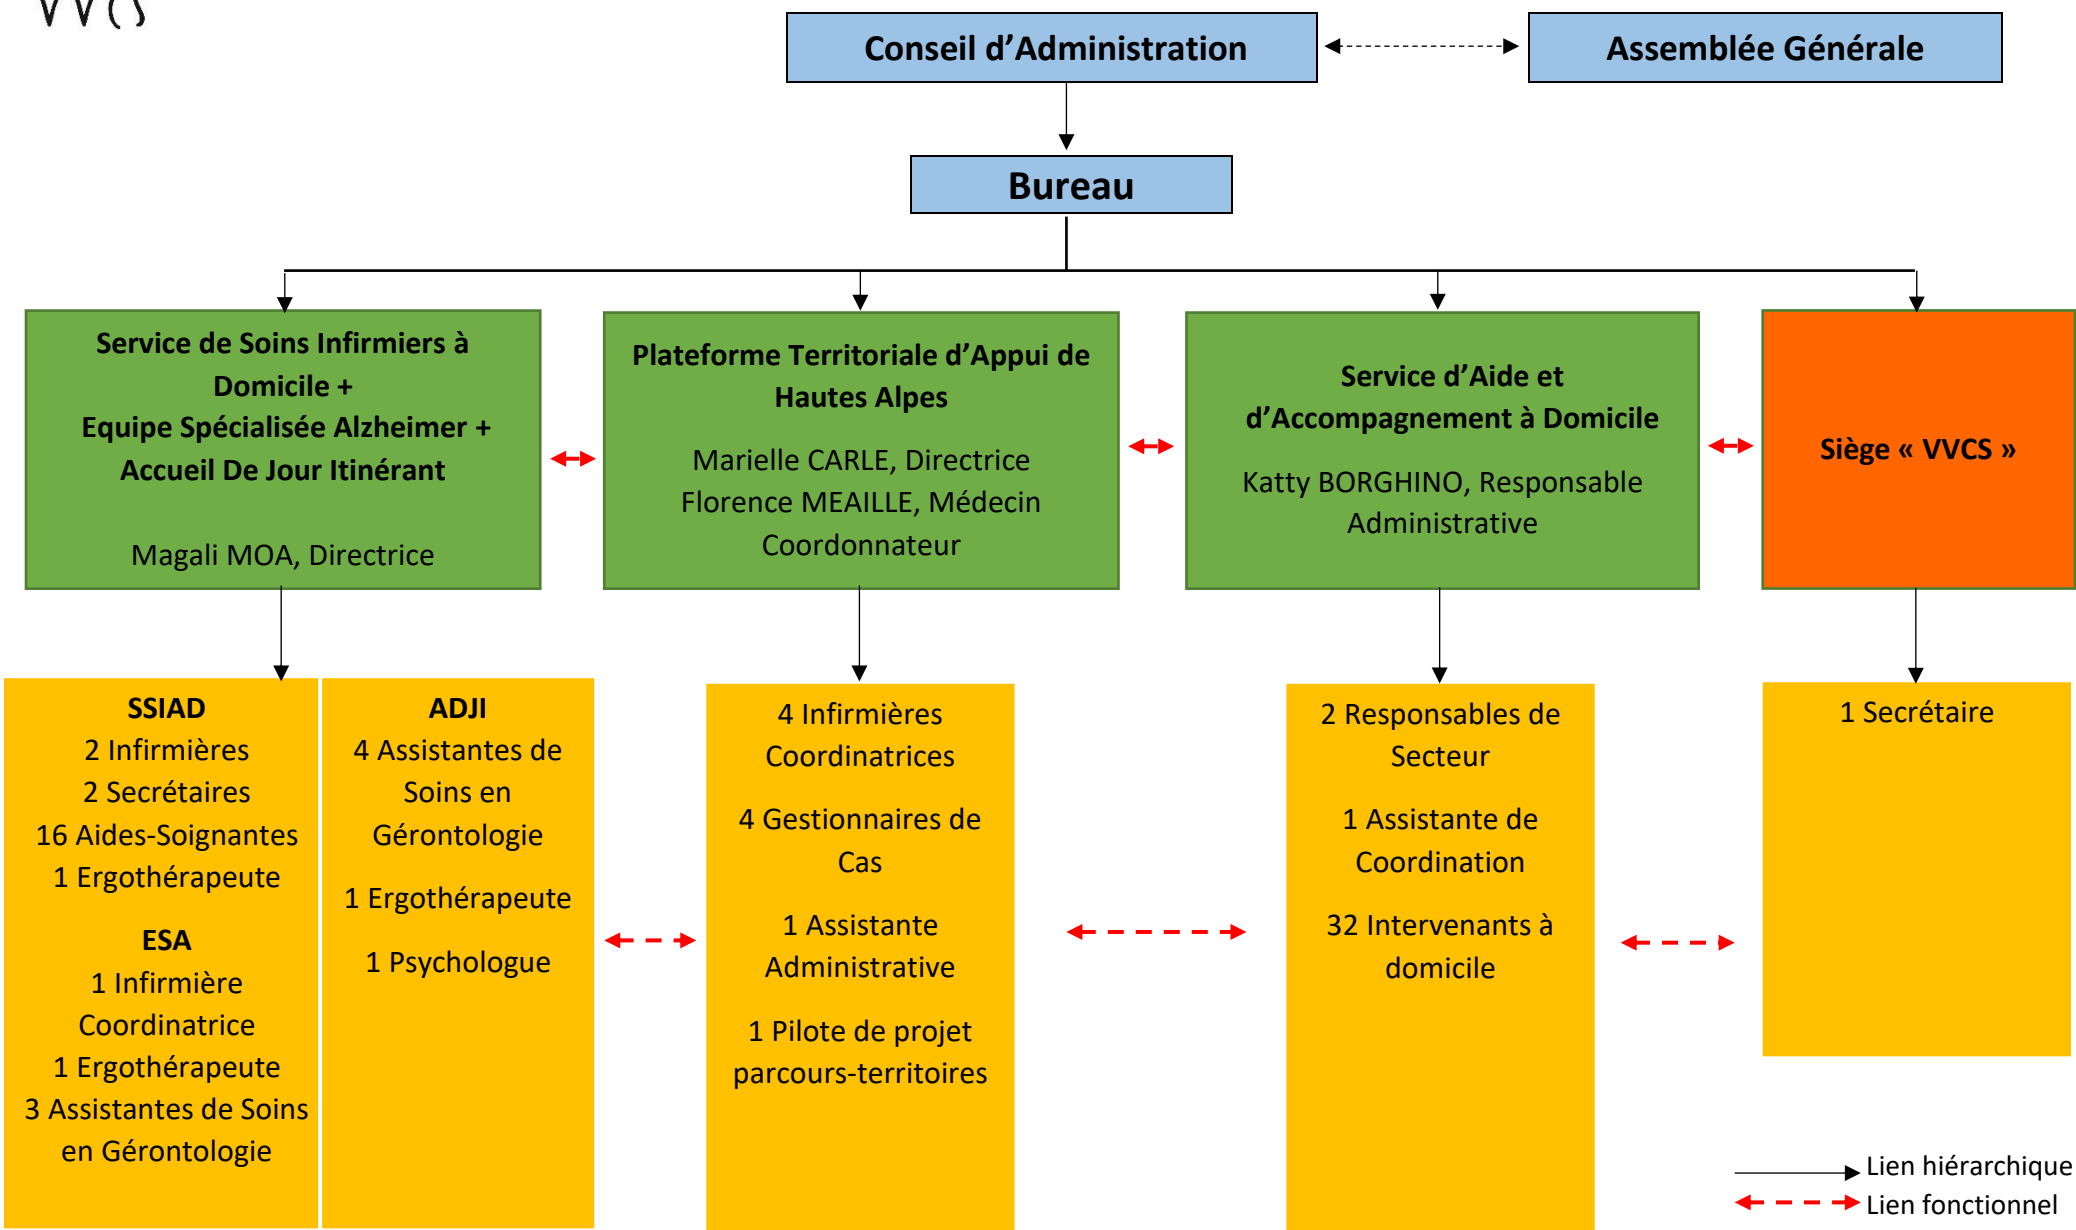 VVCS
Conseil d’Administration
Assemblée Générale
Bureau
Service de Soins Infirmiers à
Domicile +
Equipe Spécialisée Alzheimer +
Accueil De Jour Itinérant
Magali MOA, Directrice
Plateforme Territoriale d’Appui de
Hautes Alpes
Marielle CARLE, Directrice
Florence MEAILLE, Médecin
Coordonnateur
Service d’Aide et
d’Accompagnement à Domicile
Katty BORGHINO, Responsable
Administrative
Siège « VVCS »
SSIAD
2 Infirmières
2 Secrétaires
16 Aides-Soignantes
1 Ergothérapeute
ESA
1 Infirmière
Coordinatrice
1 Ergothérapeute
3 Assistantes de Soins
en Gérontologie
ADJI
4 Assistantes de
Soins en
Gérontologie
1 Ergothérapeute
1 Psychologue
4 Infirmières
Coordinatrices
4 Gestionnaires de
Cas
1 Assistante
Administrative
1 Pilote de projet
parcours-territoires
2 Responsables de
Secteur
1 Assistante de
Coordination
32 Intervenants à
domicile
1 Secrétaire
Lien hiérarchique
Lien fonctionnel